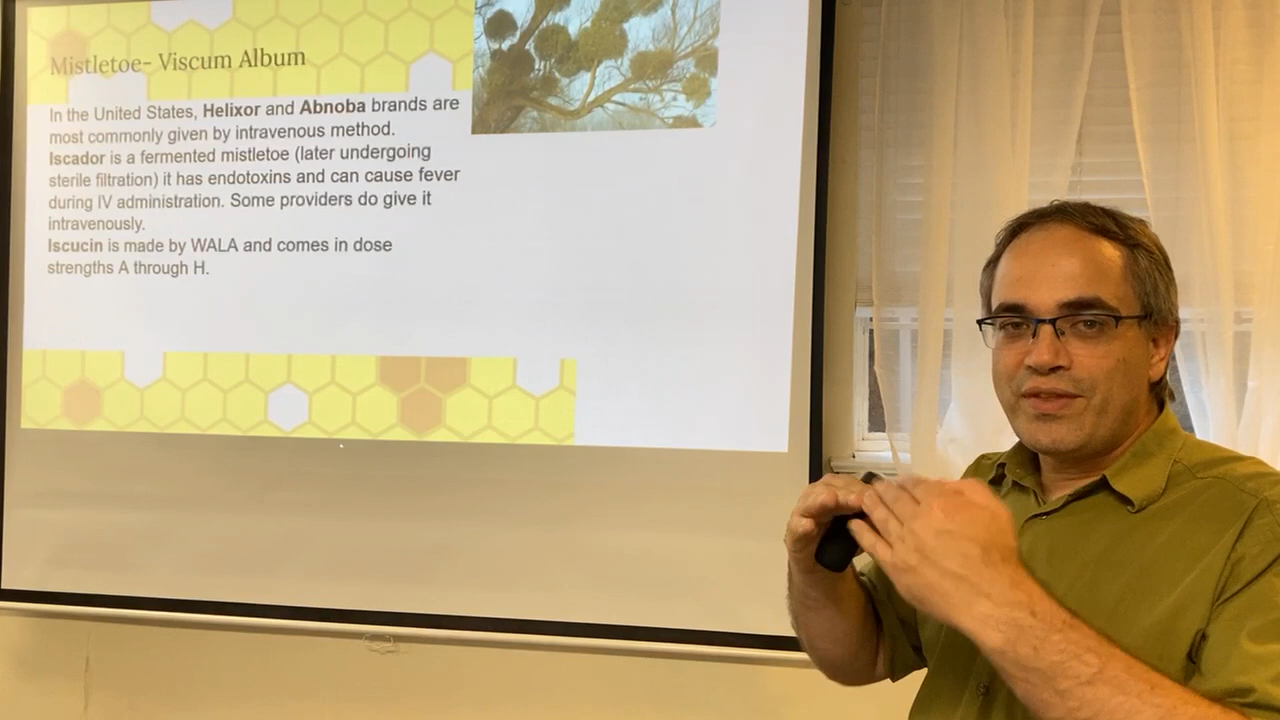 Mistletoe- Viscum Album
In the United States, Helixor and Abnoba brands are
most commonly given by intravenous method.
Iscador is a fermented mistletoe (later undergoing
sterile filtration) it has endotoxins and can cause fever
during IV administration. Some providers do give it
intravenously.
Iscucin is made by WALA and comes in dose
strengths A through H.